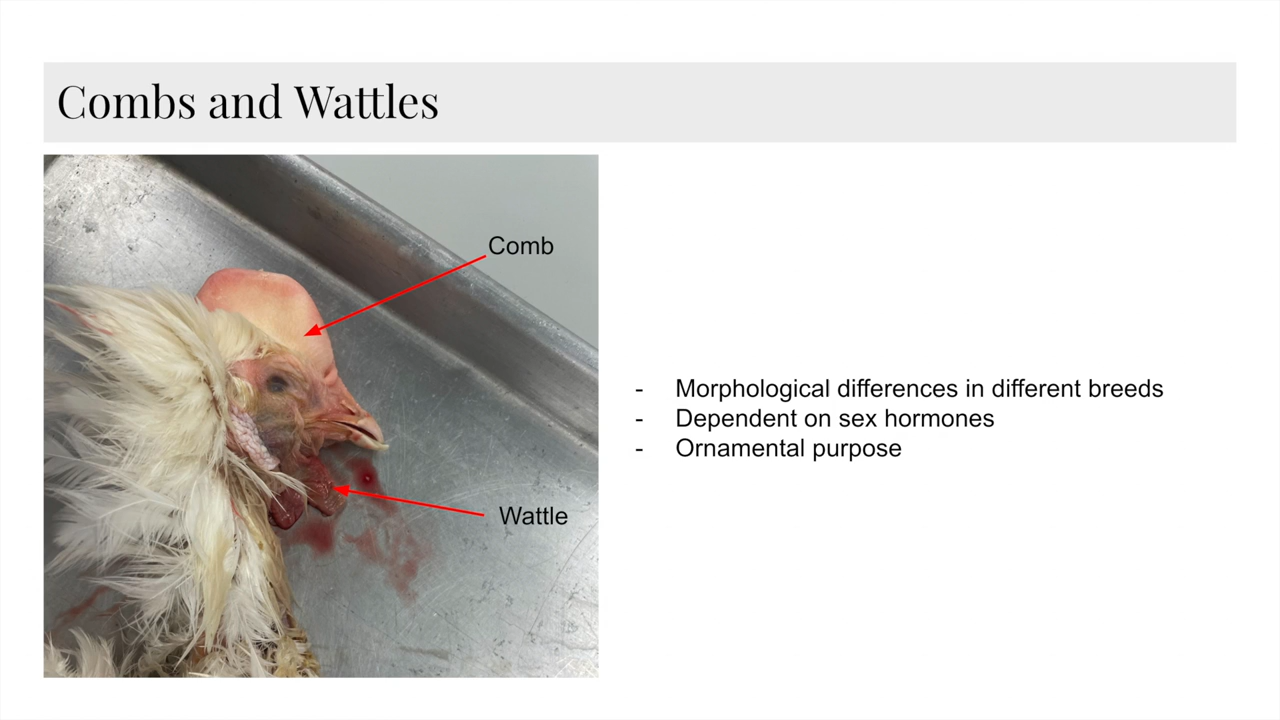 Combs and Wattles
Comb
- Morphological differences in different breeds
- Dependent on sex hormones
- Ornamental purpose
Wattle